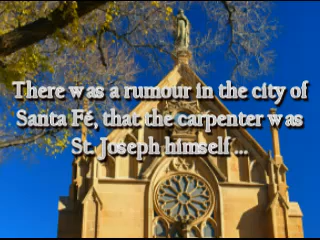 There was a rumour in the city of
Santa Fé, that the carpenter was
St. Joseph himself ...